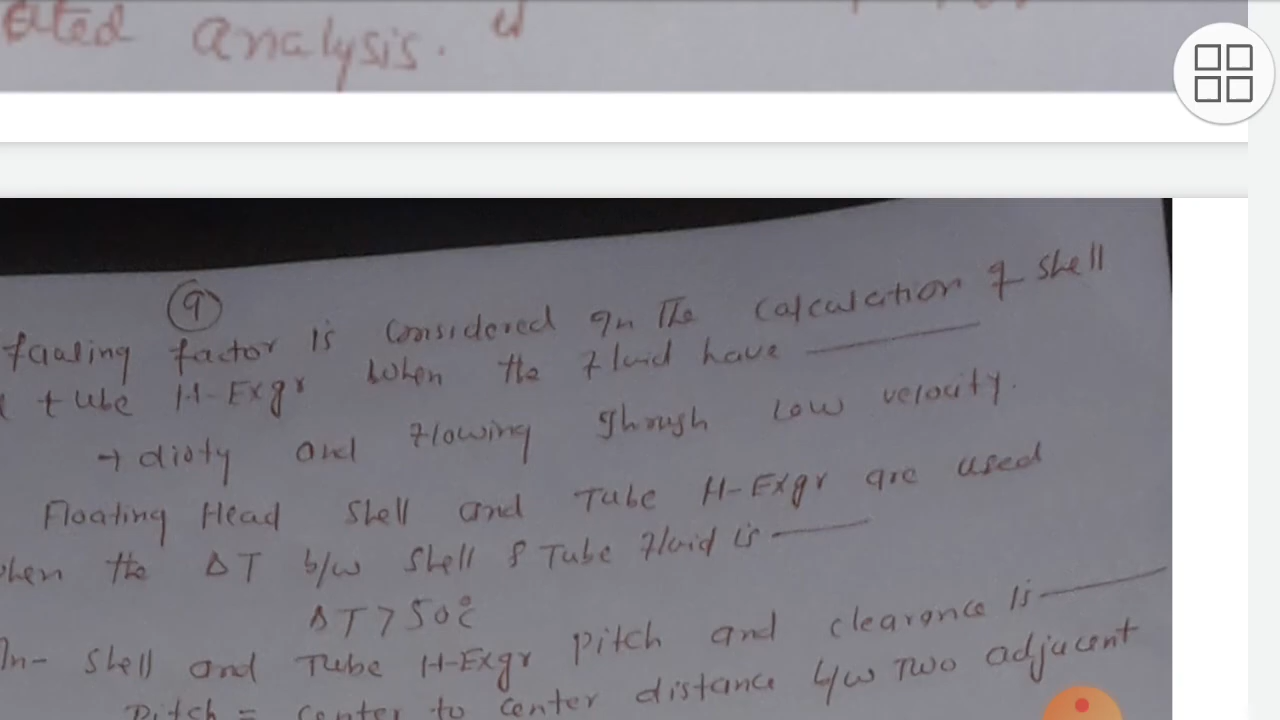 ated analysis.
9
fauling factor is considered in The calculation of shell
& tube H-Exgr when the fluid have
→ dirty and flowing through low velocity.
Floating Head shell and Tube H-Exgr are used
when the ΔT b/w shell & Tube fluid is
ΔT > 50°C
In- shell and Tube H-Exgr pitch and clearance is
Pitch = center to center distance b/w Two adjacent